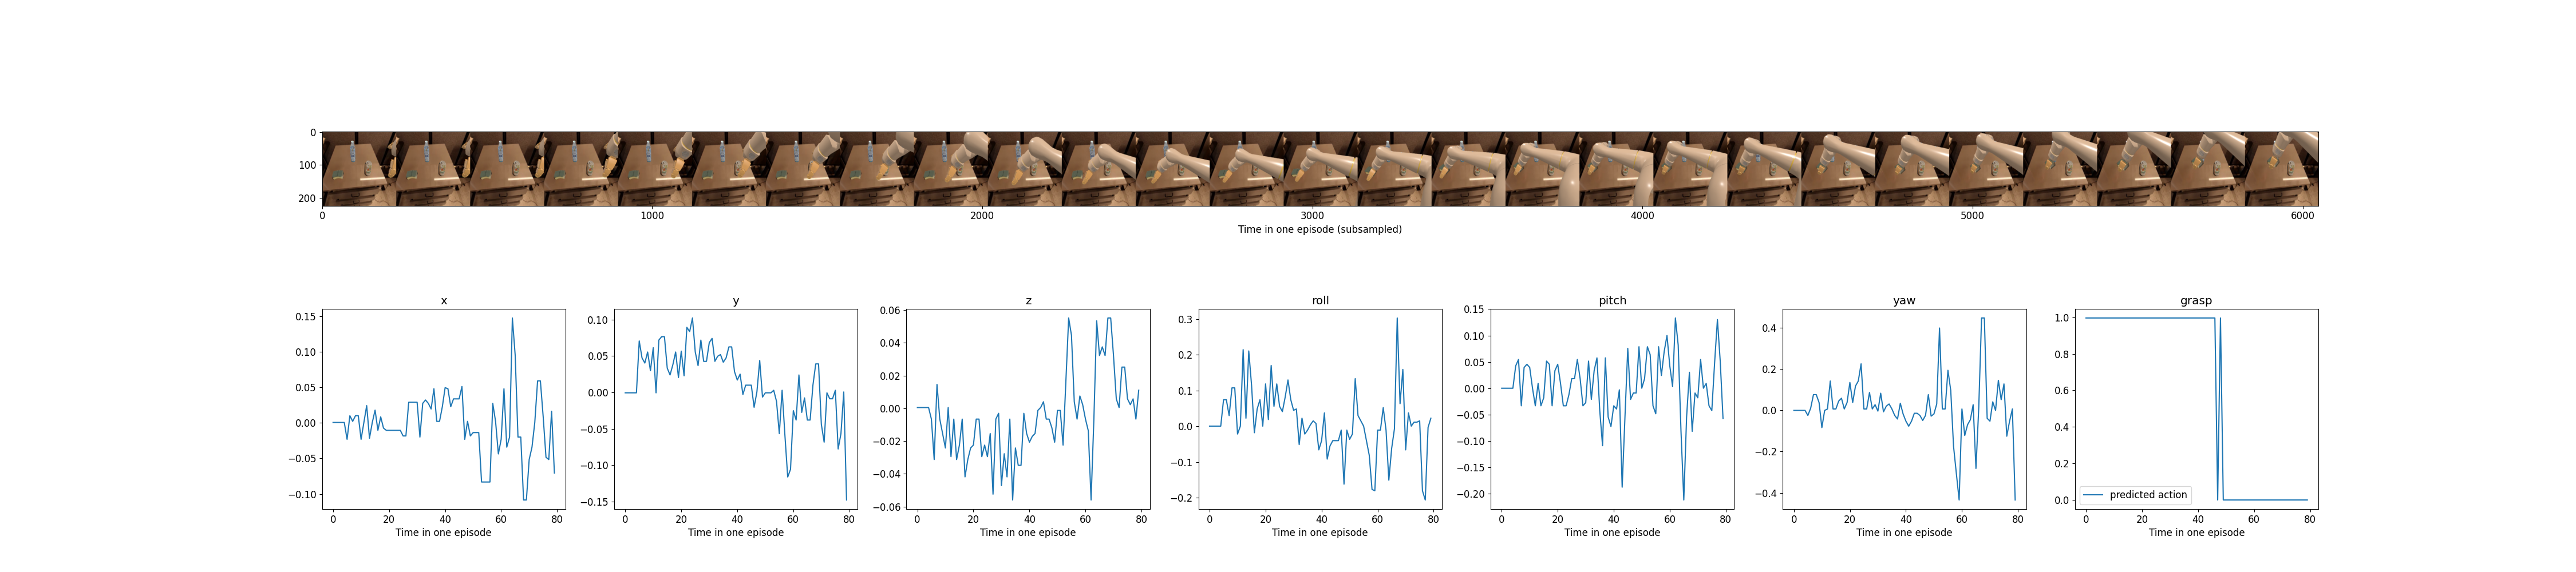 0
100
200
0 1000 2000 3000 4000 5000 6000
Time in one episode (subsampled)
x
0.15
0.10
0.05
0.00
−0.05
−0.10
0 20 40 60 80
Time in one episode
y
0.10
0.05
0.00
−0.05
−0.10
−0.15
0 20 40 60 80
Time in one episode
z
0.06
0.04
0.02
0.00
−0.02
−0.04
−0.06
0 20 40 60 80
Time in one episode
roll
0.3
0.2
0.1
0.0
−0.1
−0.2
0 20 40 60 80
Time in one episode
pitch
0.15
0.10
0.05
0.00
−0.05
−0.10
−0.15
−0.20
0 20 40 60 80
Time in one episode
yaw
0.4
0.2
0.0
−0.2
−0.4
0 20 40 60 80
Time in one episode
grasp
1.0
0.8
0.6
0.4
0.2
0.0
predicted action
0 20 40 60 80
Time in one episode